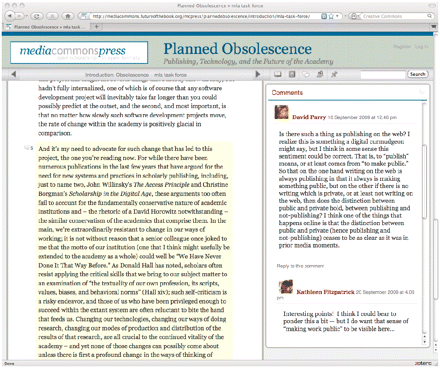 Planned Obsolescence » mla task force
http://mediacommons.futureofthebook.org/mcpress/plannedobsolescence/introduction/mla-task-force/
Creative Commons
Planned Obsolescence » mla task force
mediacommonspress
Planned Obsolescence
Publishing, Technology, and the Future of the Academy
Register Log in
Introduction: Obsolescence » mla task force
Search
hadn't fully internalized, one of which is of course that any software
development project will inevitably take far longer than you could
possibly predict at the outset, and the second, and most important, is
that no matter how slowly such software development projects move,
the rate of change within the academy is positively glacial in
comparison.
3
And it's my need to advocate for such change that has led to this
project, the one you're reading now. For while there have been
numerous publications in the last few years that have argued for the
need for new systems and practices in scholarly publishing, including,
just to name two, John Willinsky's The Access Principle and Christine
Borgman's Scholarship in the Digital Age, these arguments too often
fail to account for the fundamentally conservative nature of academic
institutions and — the rhetoric of a David Horowitz notwithstanding —
the similar conservatism of the academics that comprise them. In the
main, we're extraordinarily resistant to change in our ways of
working; it is not without reason that a senior colleague once joked to
me that the motto of our institution (one that I think might usefully be
extended to the academy as a whole) could well be "We Have Never
Done It That Way Before." As Donald Hall has noted, scholars often
resist applying the critical skills that we bring to our subject matter to
an examination of "the textuality of our own profession, its scripts,
values, biases, and behavioral norms" (Hall xiv); such self-criticism is
a risky endeavor, and those of us who have been privileged enough to
succeed within the extant system are often reluctant to bite the hand
that feeds us. Changing our technologies, changing our ways of doing
research, changing our modes of production and distribution of the
results of that research, are all crucial to the continued vitality of the
academy — and yet none of those changes can possibly come about
unless there is first a profound change in the ways of thinking of
Comments
David Parry 10 September 2009 at 12:40 pm
Is there such a thing as publishing on the web? I
realize this is something a digital curmudgeon
might say, but I think in some sense this
sentiment could be correct. That is, to "publish"
means, or at least comes from "to make public."
So that on the one hand writing on the web is
always publishing in that it always is making
something public, but on the other if there is no
writing which is private, or at least not writing on
the web, then does the distinction between
public and private hold, between publishing and
not-publishing? I think one of the things that
happens online is that the distinction between
public and private (hence publishing and
not-publishing) reason to be as clear as it was in
prior media moments.
Reply to the comment
Kathleen Fitzpatrick 20 September 2009 at 4:05
pm
Interesting points! I think I could bear to
ponder this a bit — but I do want that sense of
"making work public" to be visible here...
Done
zotero